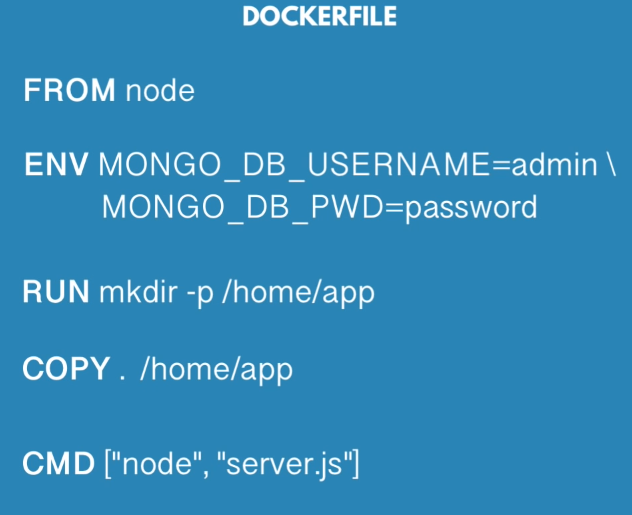 DOCKERFILE
FROM node
ENV MONGO_DB_USERNAME=admin \
MONGO_DB_PWD=password
RUN mkdir -p /home/app
COPY . /home/app
CMD ["node", "server.js"]